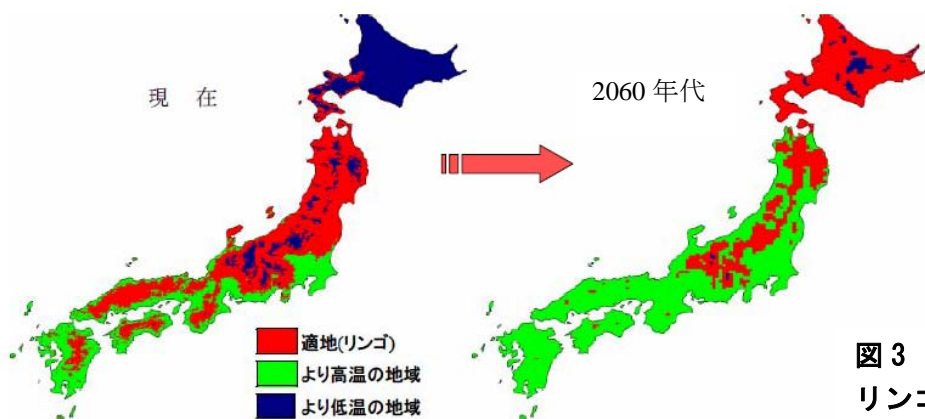 現　在
2060 年代
適地(リンゴ)
より高温の地域
より低温の地域
図 3
リンゴ